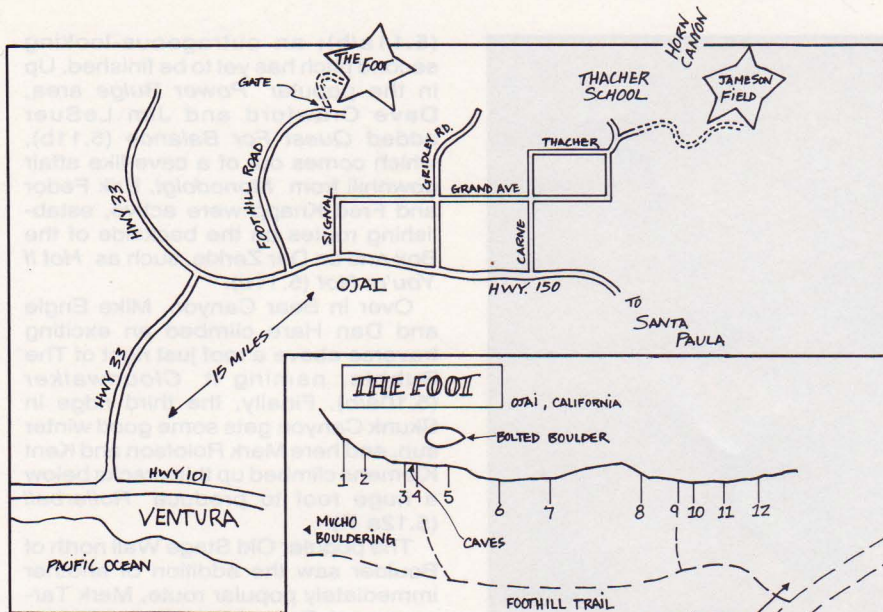 HORN
CANYON
THE FOOT
GATE
THACHER
SCHOOL
JAMESON
FIELD
HWY 33
FOOTHILL ROAD
SIGNAL
GRIDLEY RD.
GRAND AVE
THACHER
CARNE
OJAI
HWY. 150
TO
SANTA
PAULA
15 MILES
HWY 33
HWY 101
VENTURA
PACIFIC OCEAN
THE FOOT
OJAI, CALIFORNIA
BOLTED BOULDER
1 3 4 5 6 7 8 9 10 11 12
MUCHO
BOULDERING
CAVES
FOOTHILL TRAIL